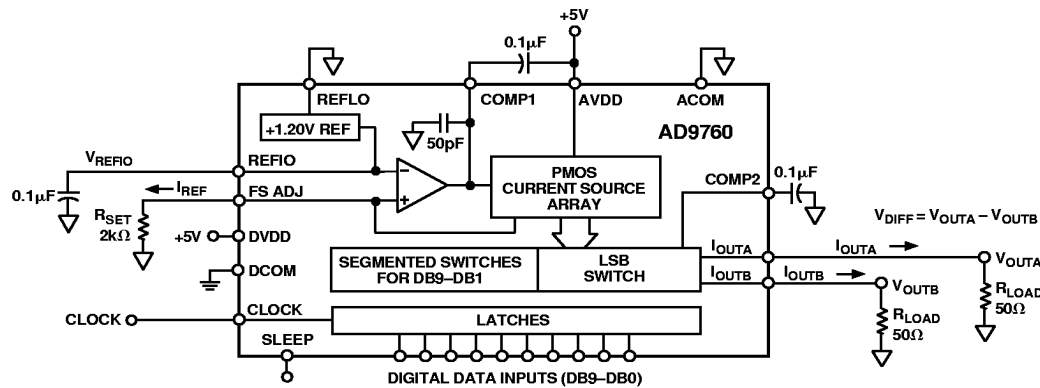 +5V
0.1µF
REFLO
COMP1
AVDD
ACOM
+1.20V REF
50pF
AD9760
V_REFIO
REFIO
0.1µF
I_REF
FS ADJ
R_SET
2kΩ
+5V
DVDD
DCOM
PMOS
CURRENT SOURCE
ARRAY
COMP2
0.1µF
V_DIFF = V_OUTA – V_OUTB
SEGMENTED SWITCHES
FOR DB9–DB1
LSB
SWITCH
I_OUTA
I_OUTA
V_OUTA
I_OUTB
I_OUTB
V_OUTB
R_LOAD
50Ω
R_LOAD
50Ω
CLOCK
CLOCK
LATCHES
SLEEP
DIGITAL DATA INPUTS (DB9–DB0)